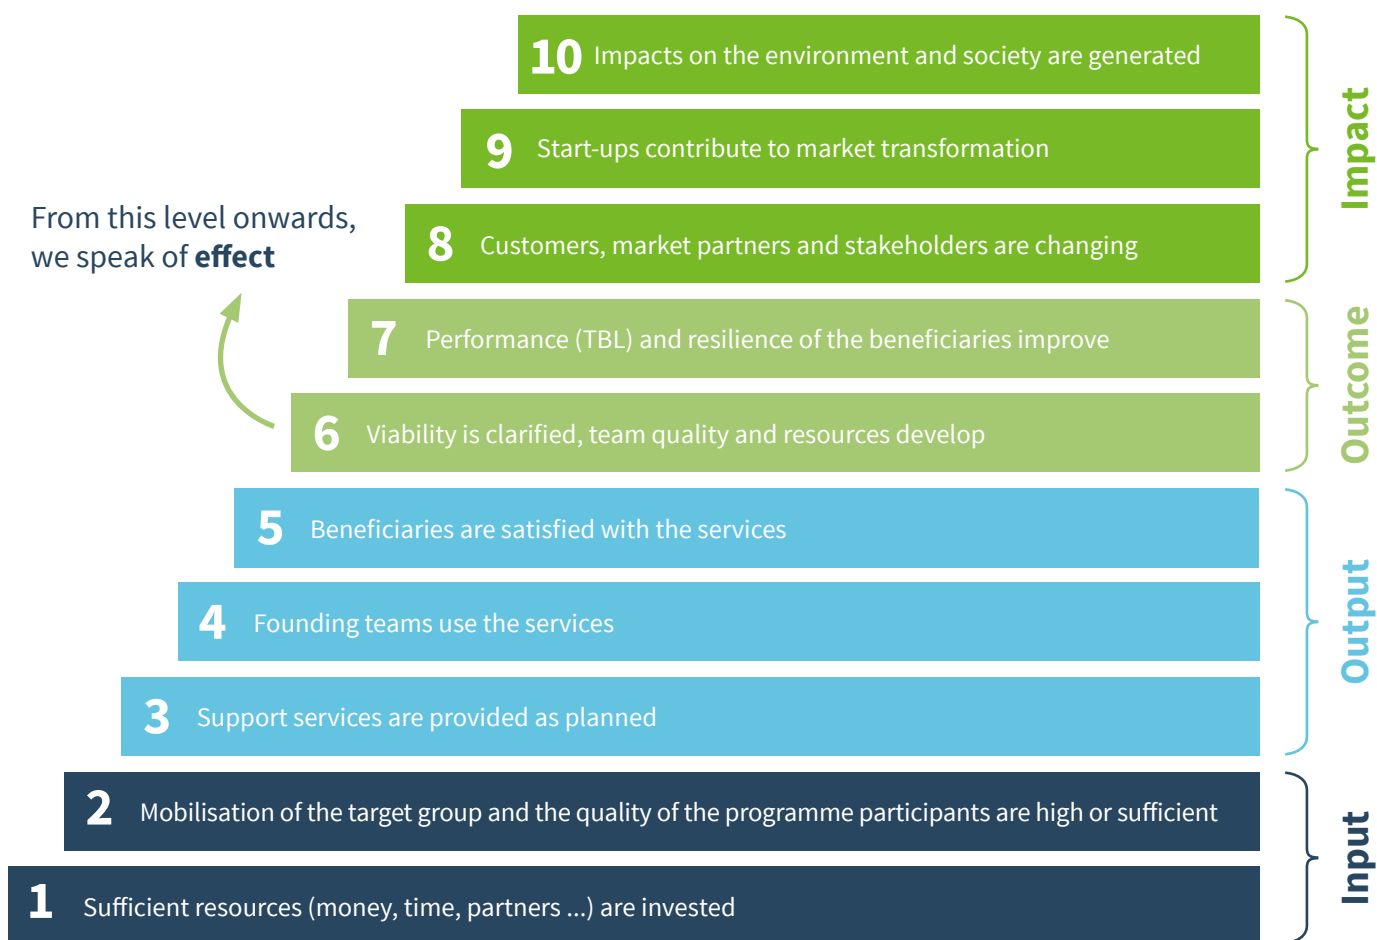 10 Impacts on the environment and society are generated
9 Start-ups contribute to market transformation
8 Customers, market partners and stakeholders are changing
Impact
From this level onwards,
we speak of effect
7 Performance (TBL) and resilience of the beneficiaries improve
6 Viability is clarified, team quality and resources develop
Outcome
5 Beneficiaries are satisfied with the services
4 Founding teams use the services
3 Support services are provided as planned
Output
2 Mobilisation of the target group and the quality of the programme participants are high or sufficient
1 Sufficient resources (money, time, partners ...) are invested
Input